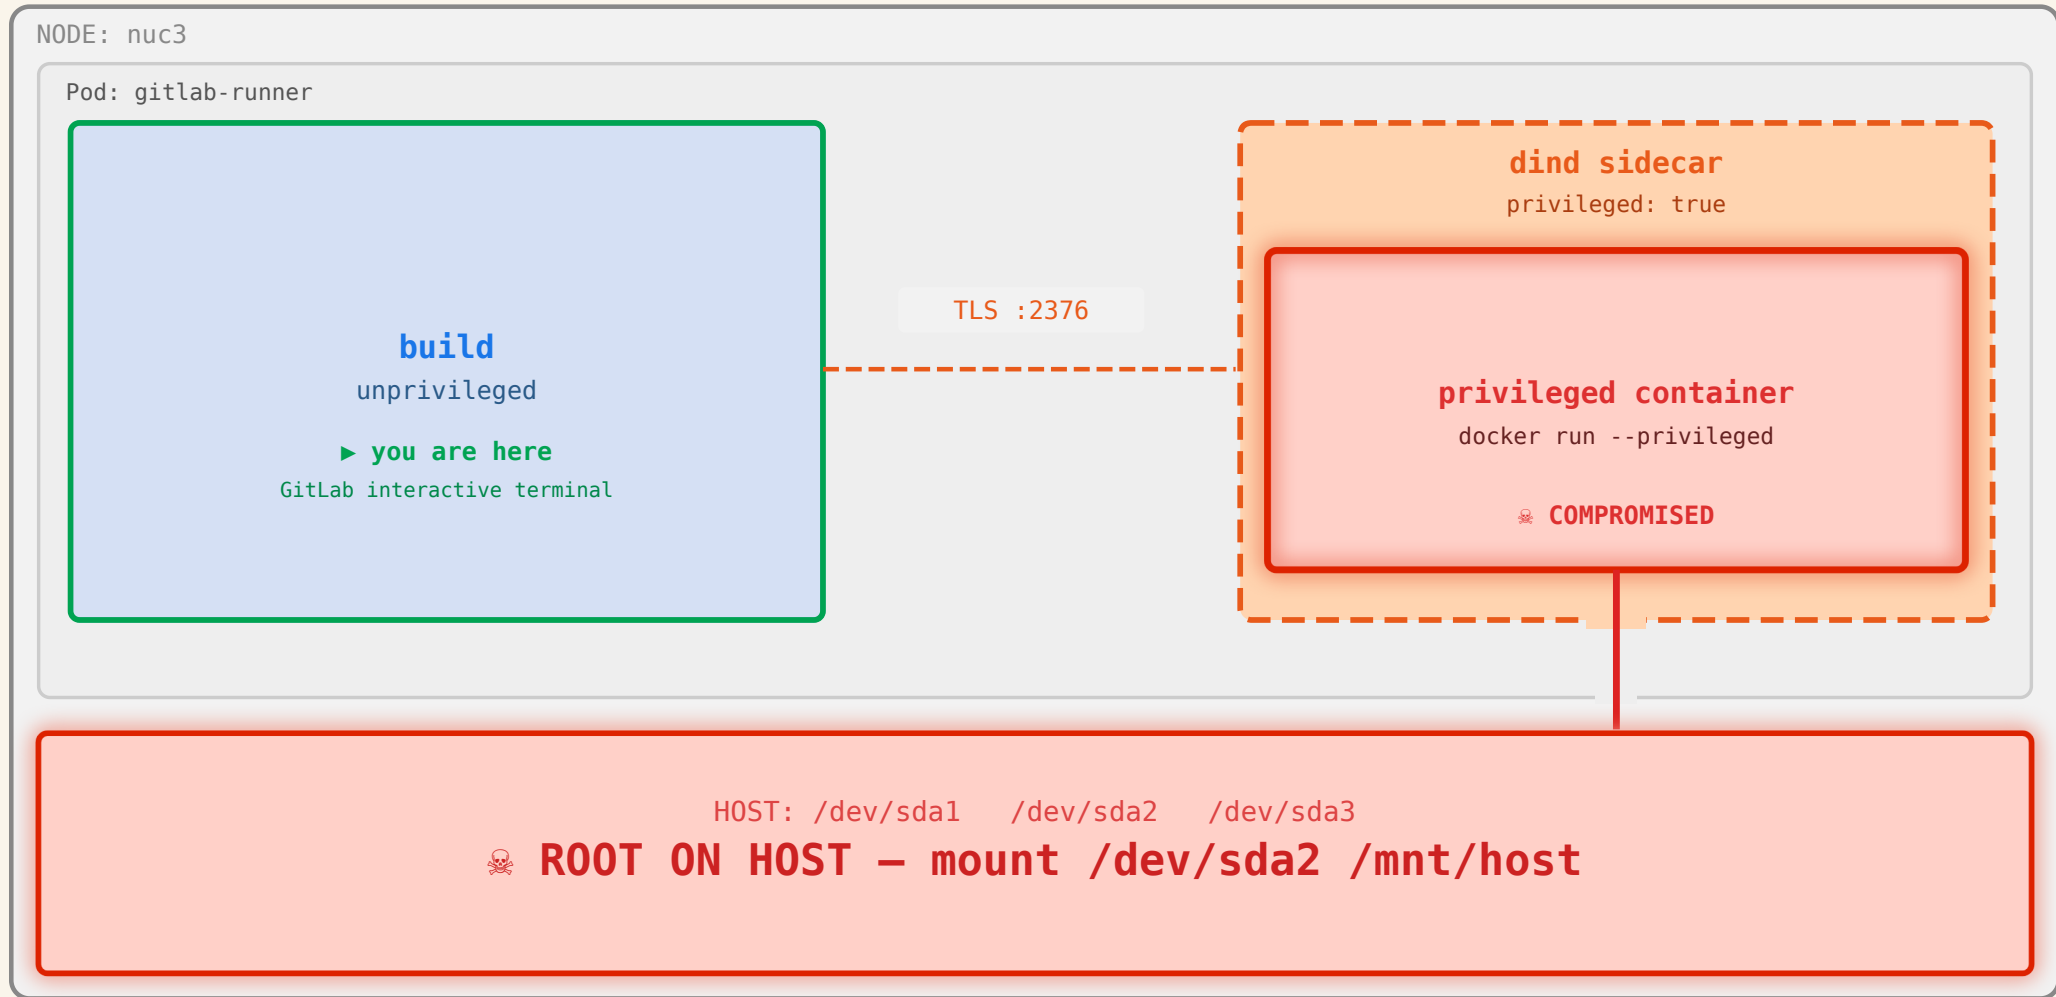 NODE: nuc3
Pod: gitlab-runner
build
unprivileged
▶ you are here
GitLab interactive terminal
TLS :2376
dind sidecar
privileged: true
privileged container
docker run --privileged
☠ COMPROMISED
HOST: /dev/sda1 /dev/sda2 /dev/sda3
☠ ROOT ON HOST — mount /dev/sda2 /mnt/host